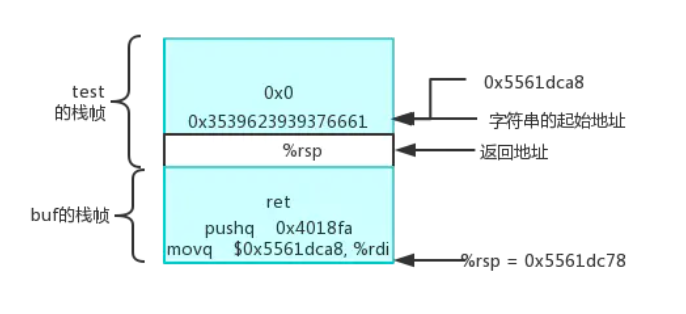 test
的栈帧
0x0
0x3539623939376661
0x5561dca8
字符串的起始地址
%rsp
返回地址
buf的栈帧
ret
pushq 0x4018fa
movq $0x5561dca8, %rdi
%rsp = 0x5561dc78